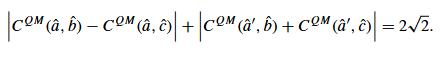 |C^{QM}(â, b̂) − C^{QM}(â, ĉ)| + |C^{QM}(â′, b̂) + C^{QM}(â′, ĉ)| = 2√2.